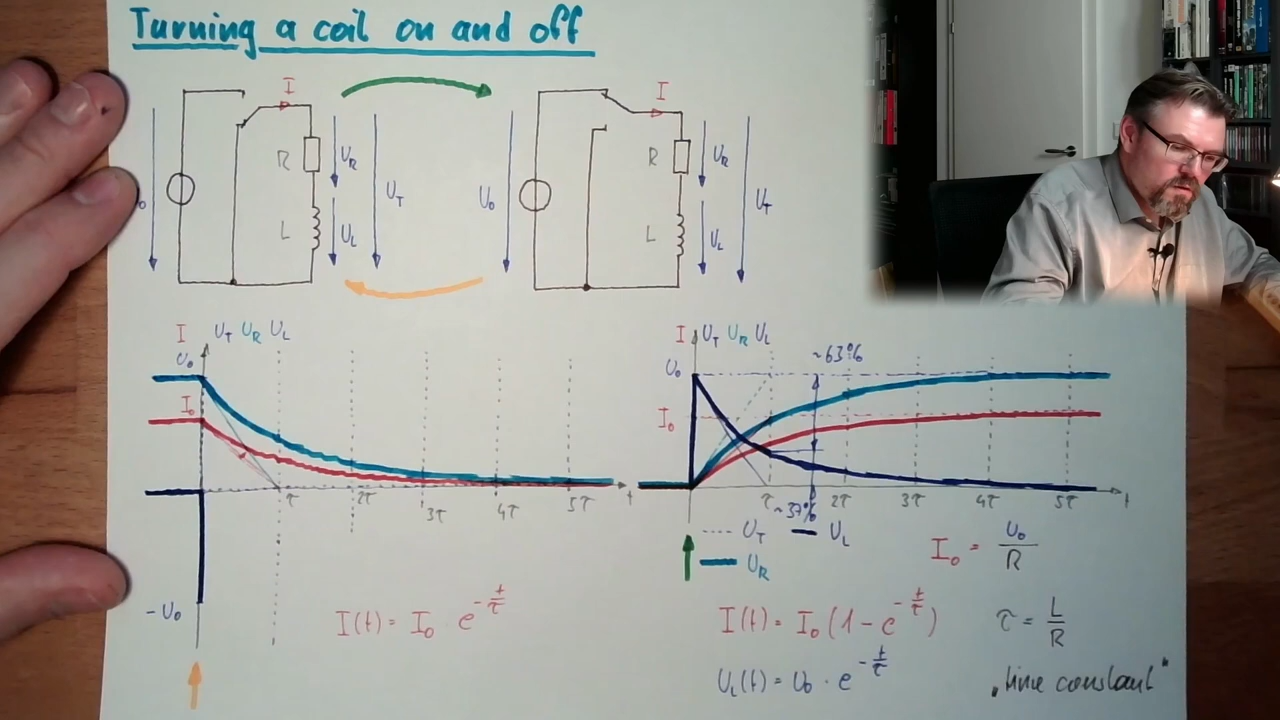 Turning a coil on and off
I
I
R
U_R
U_T
U_0
R
U_R
U_T
L
U_L
L
U_L
I U_T U_R U_L
I U_T U_R U_L
U_0
U_0
~63%
I_0
I_0
τ 2τ 3τ 4τ 5τ t
τ 2τ 3τ 4τ 5τ t
~37%
U_T
U_L
U_R
I_0 = U_0/R
-U_0
I(t) = I_0 e^{-t/τ}
I(t) = I_0 (1 - e^{-t/τ})
τ = L/R
U_L(t) = U_0 · e^{-t/τ}
„time constant"